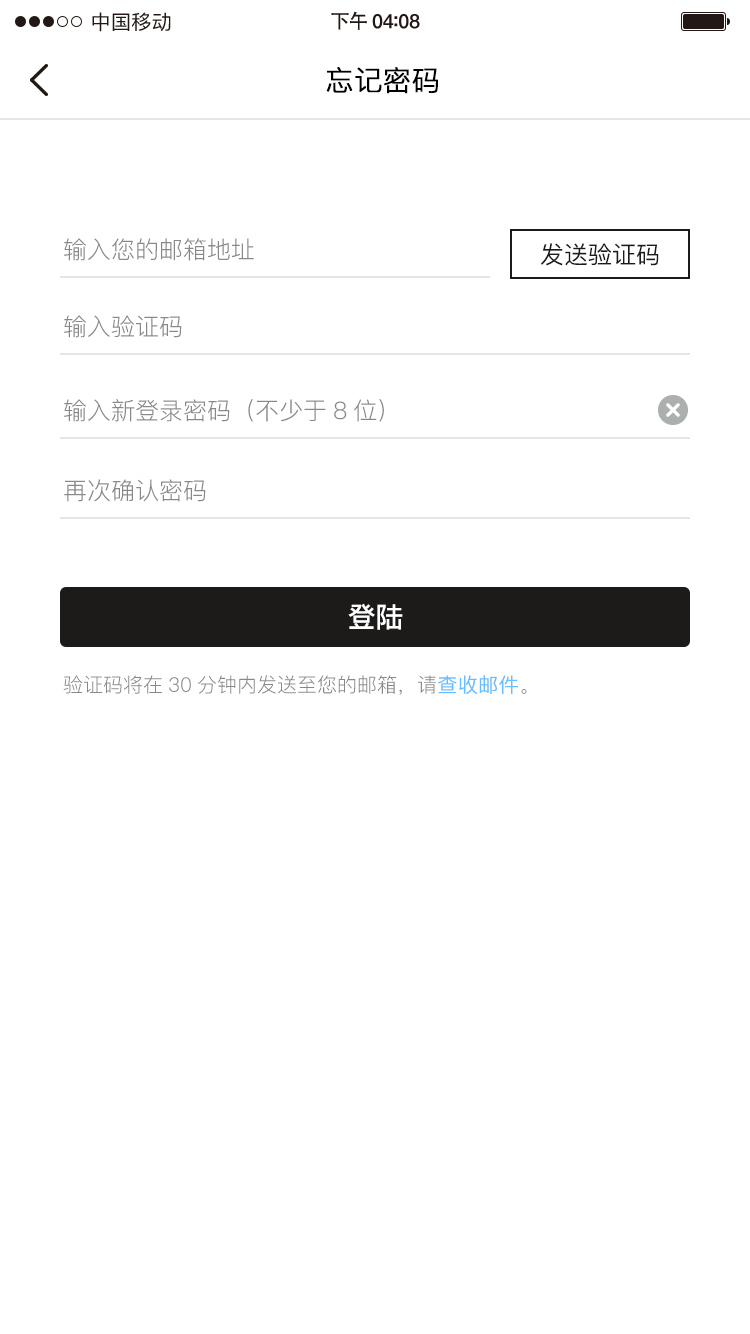 中国移动
下午 04:08
忘记密码
输入您的邮箱地址
发送验证码
输入验证码
输入新登录密码（不少于 8 位）
再次确认密码
登陆
验证码将在 30 分钟内发送至您的邮箱，请查收邮件。